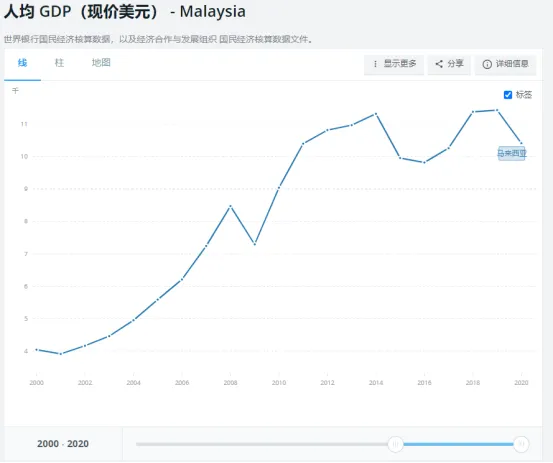 人均 GDP（现价美元） - Malaysia
世界银行国民经济核算数据，以及经济合作与发展组织 国民经济核算数据文件。
线 柱 地图 显示更多 分享 详细信息
千 标签
11
10 马来西亚
9
8
7
6
5
4
2000 2002 2004 2006 2008 2010 2012 2014 2016 2018 2020
2000 - 2020